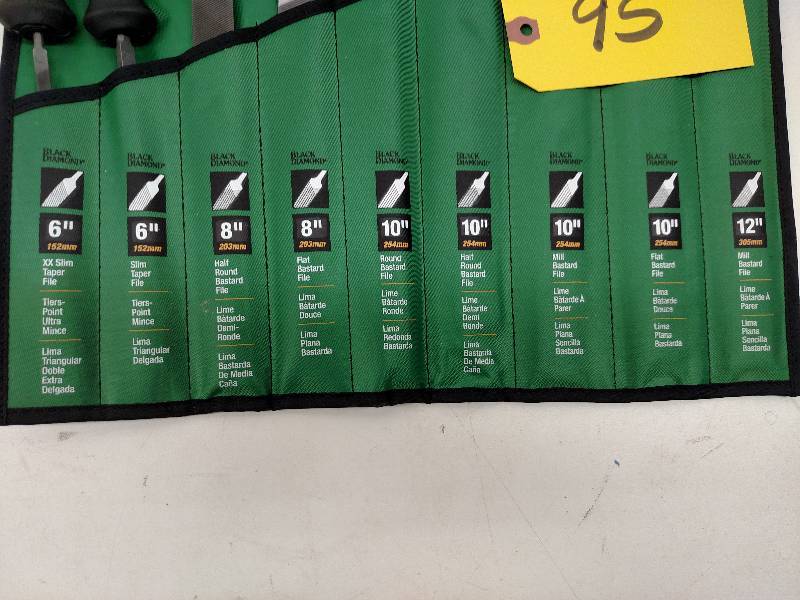 95
BLACK
DIAMOND®
6"
152mm
XX Slim
Taper
File
Tiers-
Point
Ultra
Mince
Lima
Triangular
Doble
Extra
Delgada
BLACK
DIAMOND®
6"
152mm
Slim
Taper
File
Tiers-
Point
Mince
Lima
Triangular
Delgada
BLACK
DIAMOND®
8"
203mm
Half
Round
Bastard
File
Lime
Bâtarde
Demi-
Ronde
Lima
Bastarda
De Media
Caña
BLACK
DIAMOND®
8"
203mm
Flat
Bastard
File
Lima
Bâtarde
Douce
Lima
Plana
Bastarda
BLACK
DIAMOND®
10"
254mm
Round
Bastard
File
Lime
Bâtarde
Ronde
Lima
Redonda
Bastarda
BLACK
DIAMOND®
10"
254mm
Half
Round
Bastard
File
Lime
Bâtarde
Demi
Ronde
Lima
Bastarda
De Media
Caña
BLACK
DIAMOND®
10"
254mm
Mill
Bastard
File
Lime
Bâtarde À
Parer
Lima
Plana
Sencilla
Bastarda
BLACK
DIAMOND®
10"
254mm
Flat
Bastard
File
Lima
Bâtarde
Douce
Lima
Plana
Bastarda
BLACK
DIAMOND®
12"
305mm
Mill
Bastard
File
Lime
Bâtarde À
Parer
Lima
Plana
Sencilla
Bastarda